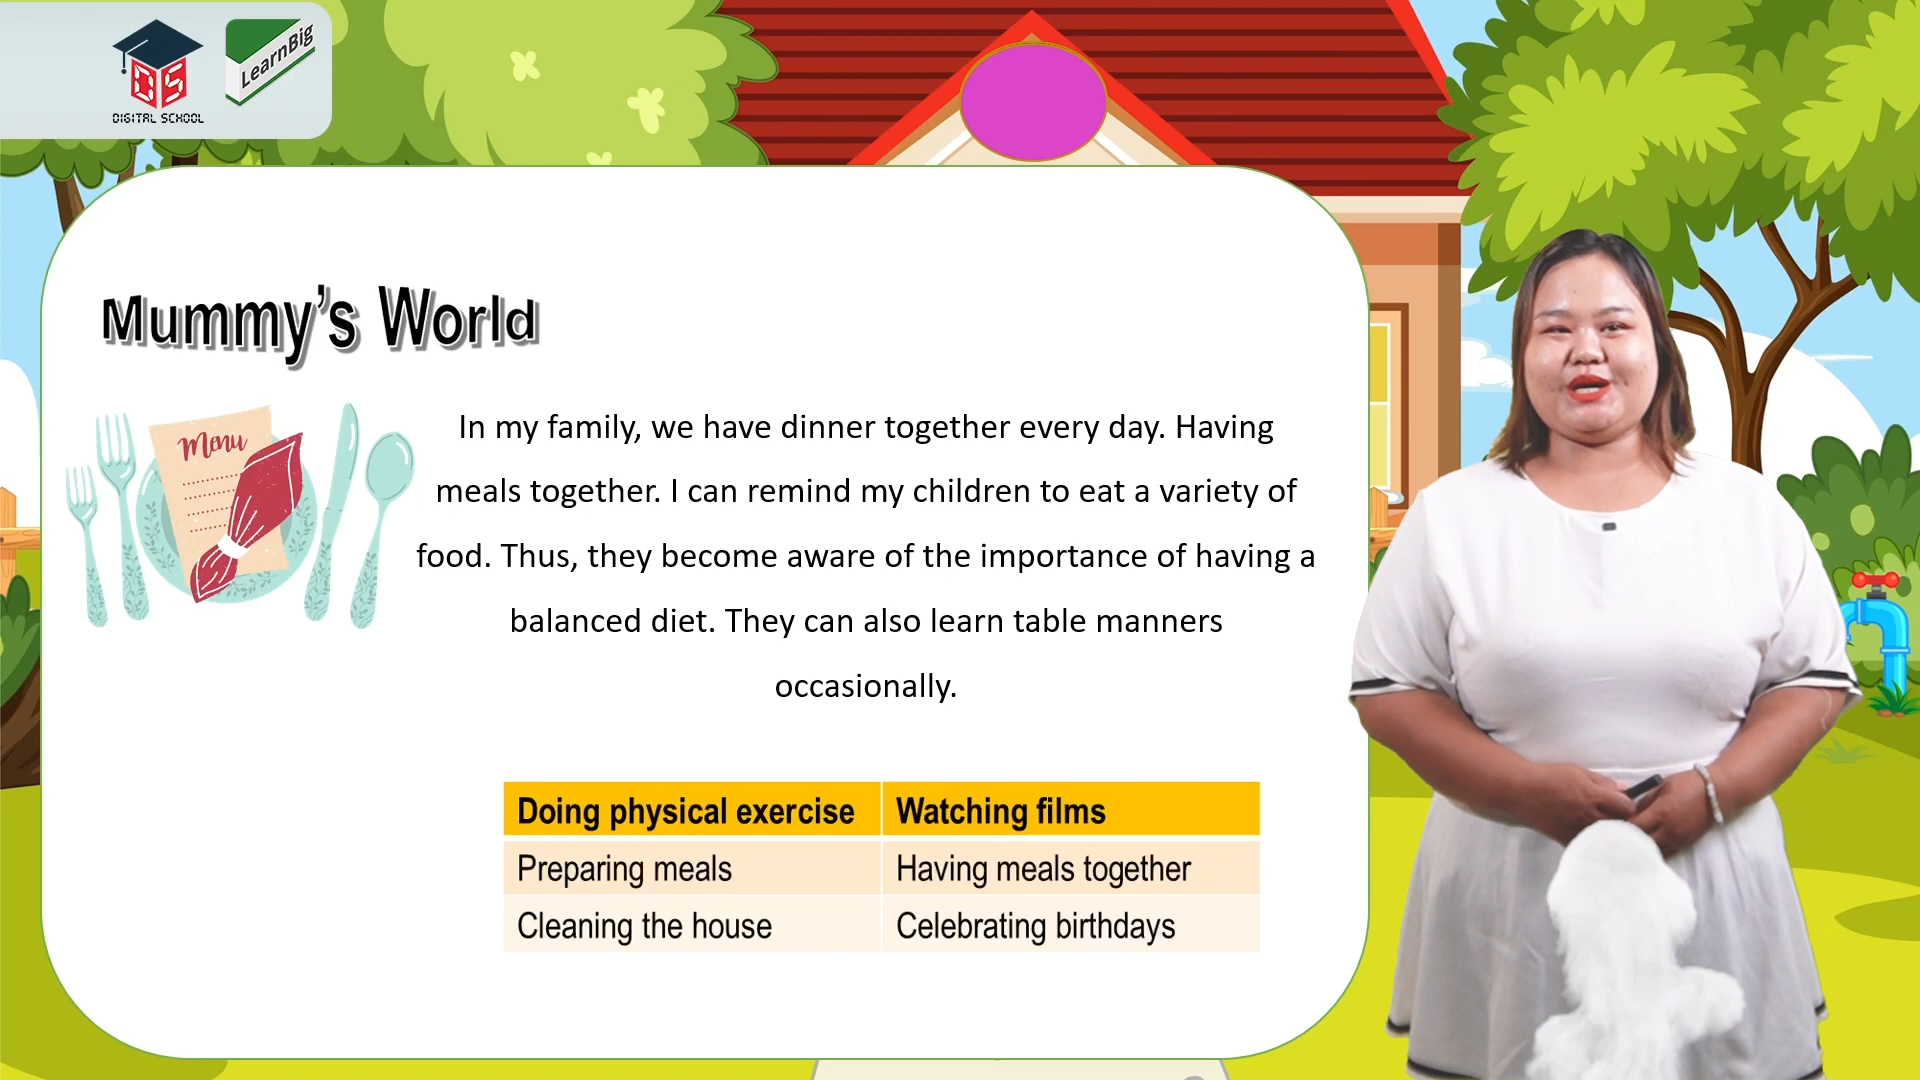 DIGITAL SCHOOL
LearnBig
Mummy's World
Menu
In my family, we have dinner together every day. Having
meals together. I can remind my children to eat a variety of
food. Thus, they become aware of the importance of having a
balanced diet. They can also learn table manners
occasionally.
Doing physical exercise Watching films
Preparing meals Having meals together
Cleaning the house Celebrating birthdays